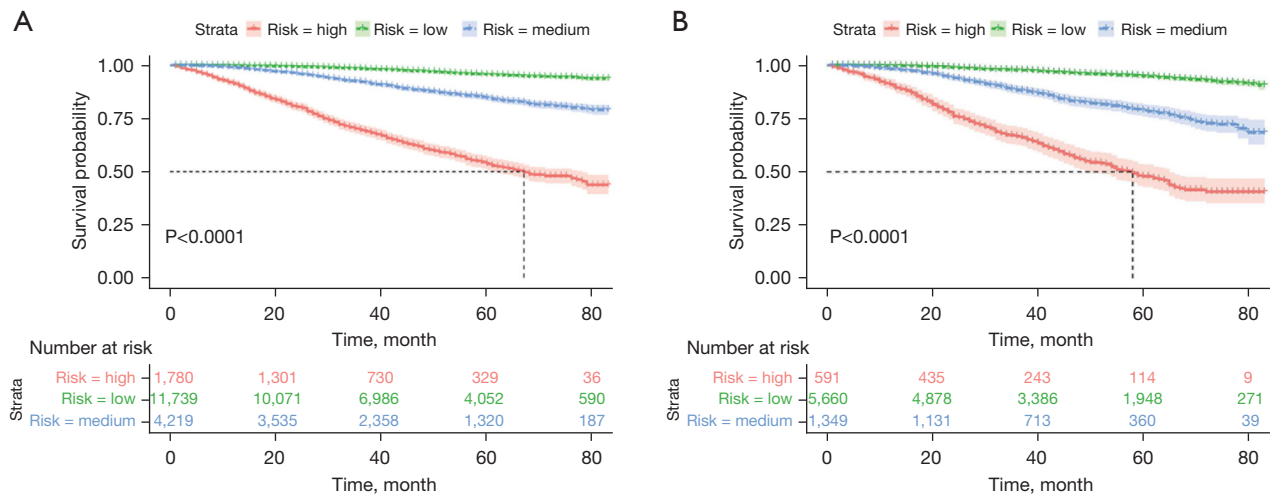 A
Strata Risk = high Risk = low Risk = medium
Survival probability
1.00
0.75
0.50
0.25
0.00
P<0.0001
0 20 40 60 80
Time, month
Number at risk
Strata
Risk = high 1,780 1,301 730 329 36
Risk = low 11,739 10,071 6,986 4,052 590
Risk = medium 4,219 3,535 2,358 1,320 187
0 20 40 60 80
Time, month
B
Strata Risk = high Risk = low Risk = medium
Survival probability
1.00
0.75
0.50
0.25
0.00
P<0.0001
0 20 40 60 80
Time, month
Number at risk
Strata
Risk = high 591 435 243 114 9
Risk = low 5,660 4,878 3,386 1,948 271
Risk = medium 1,349 1,131 713 360 39
0 20 40 60 80
Time, month